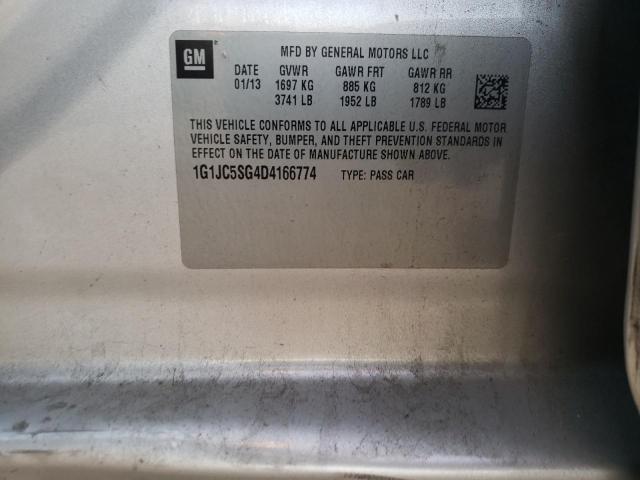 GM
MFD BY GENERAL MOTORS LLC
DATE GVWR GAWR FRT GAWR RR
01/13 1697 KG 885 KG 812 KG
3741 LB 1952 LB 1789 LB
THIS VEHICLE CONFORMS TO ALL APPLICABLE U.S. FEDERAL MOTOR
VEHICLE SAFETY, BUMPER, AND THEFT PREVENTION STANDARDS IN
EFFECT ON THE DATE OF MANUFACTURE SHOWN ABOVE.
1G1JC5SG4D4166774 TYPE: PASS CAR